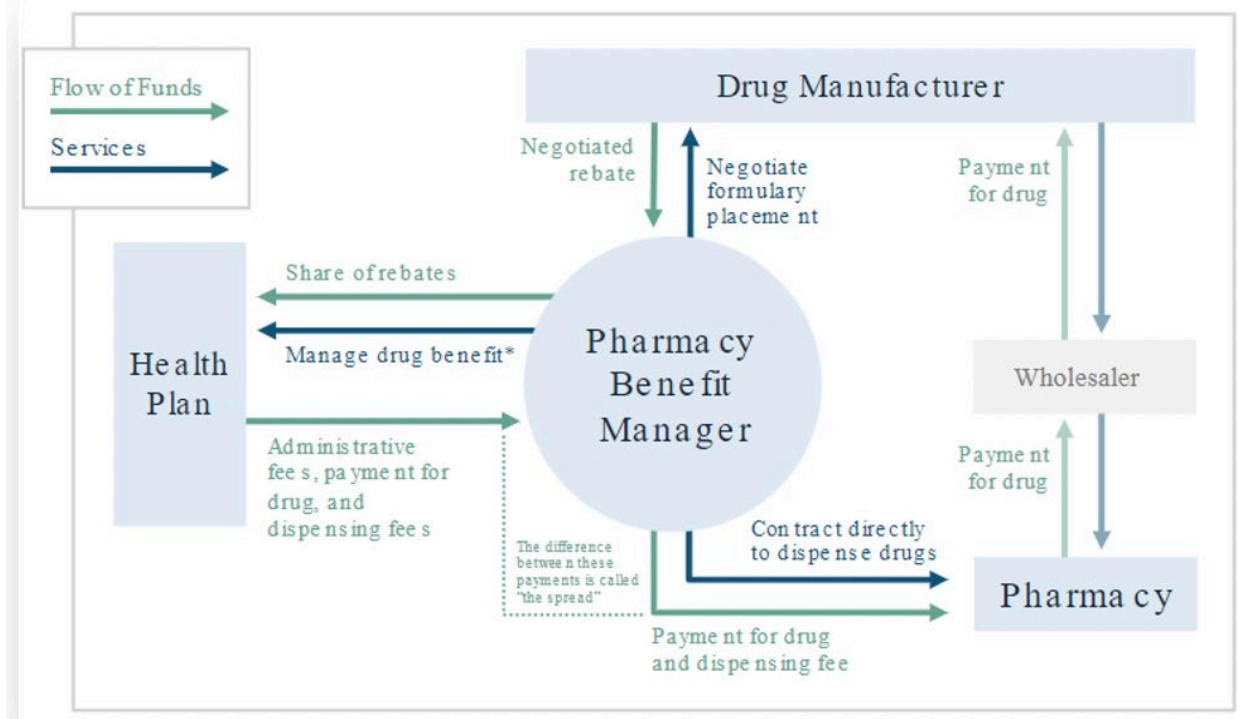 Flow of Funds
Services
Drug Manufacturer
Negotiated
rebate
Negotiate
formulary
placement
Payment
for drug
Share of rebates
Manage drug benefit*
Health
Plan
Pharmacy
Benefit
Manager
Wholesaler
Administrative
fees, payment for
drug, and
dispensing fees
Payment
for drug
The difference
between these
payments is called
"the spread"
Contract directly
to dispense drugs
Pharmacy
Payment for drug
and dispensing fee